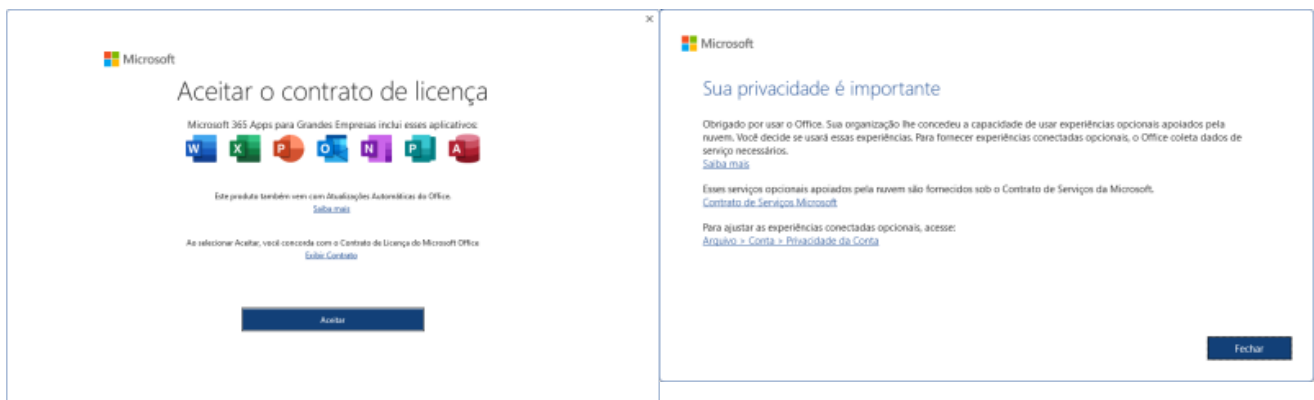 Microsoft
Aceitar o contrato de licença
Microsoft 365 Apps para Grandes Empresas inclui esses aplicativos:
W X P O N P A
Este produto também vem com Atualizações Automáticas do Office.
Saiba mais
Ao selecionar Aceitar, você concorda com o Contrato de Licença do Microsoft Office
Exibir Contrato
Aceitar
Microsoft
Sua privacidade é importante
Obrigado por usar o Office. Sua organização lhe concedeu a capacidade de usar experiências opcionais apoiados pela
nuvem. Você decide se usará essas experiências. Para fornecer experiências conectadas opcionais, o Office coleta dados de
serviço necessários.
Saiba mais
Esses serviços opcionais apoiados pela nuvem são fornecidos sob o Contrato de Serviços da Microsoft.
Contrato de Serviços Microsoft
Para ajustar as experiências conectadas opcionais, acesse:
Arquivo > Conta > Privacidade da Conta
Fechar